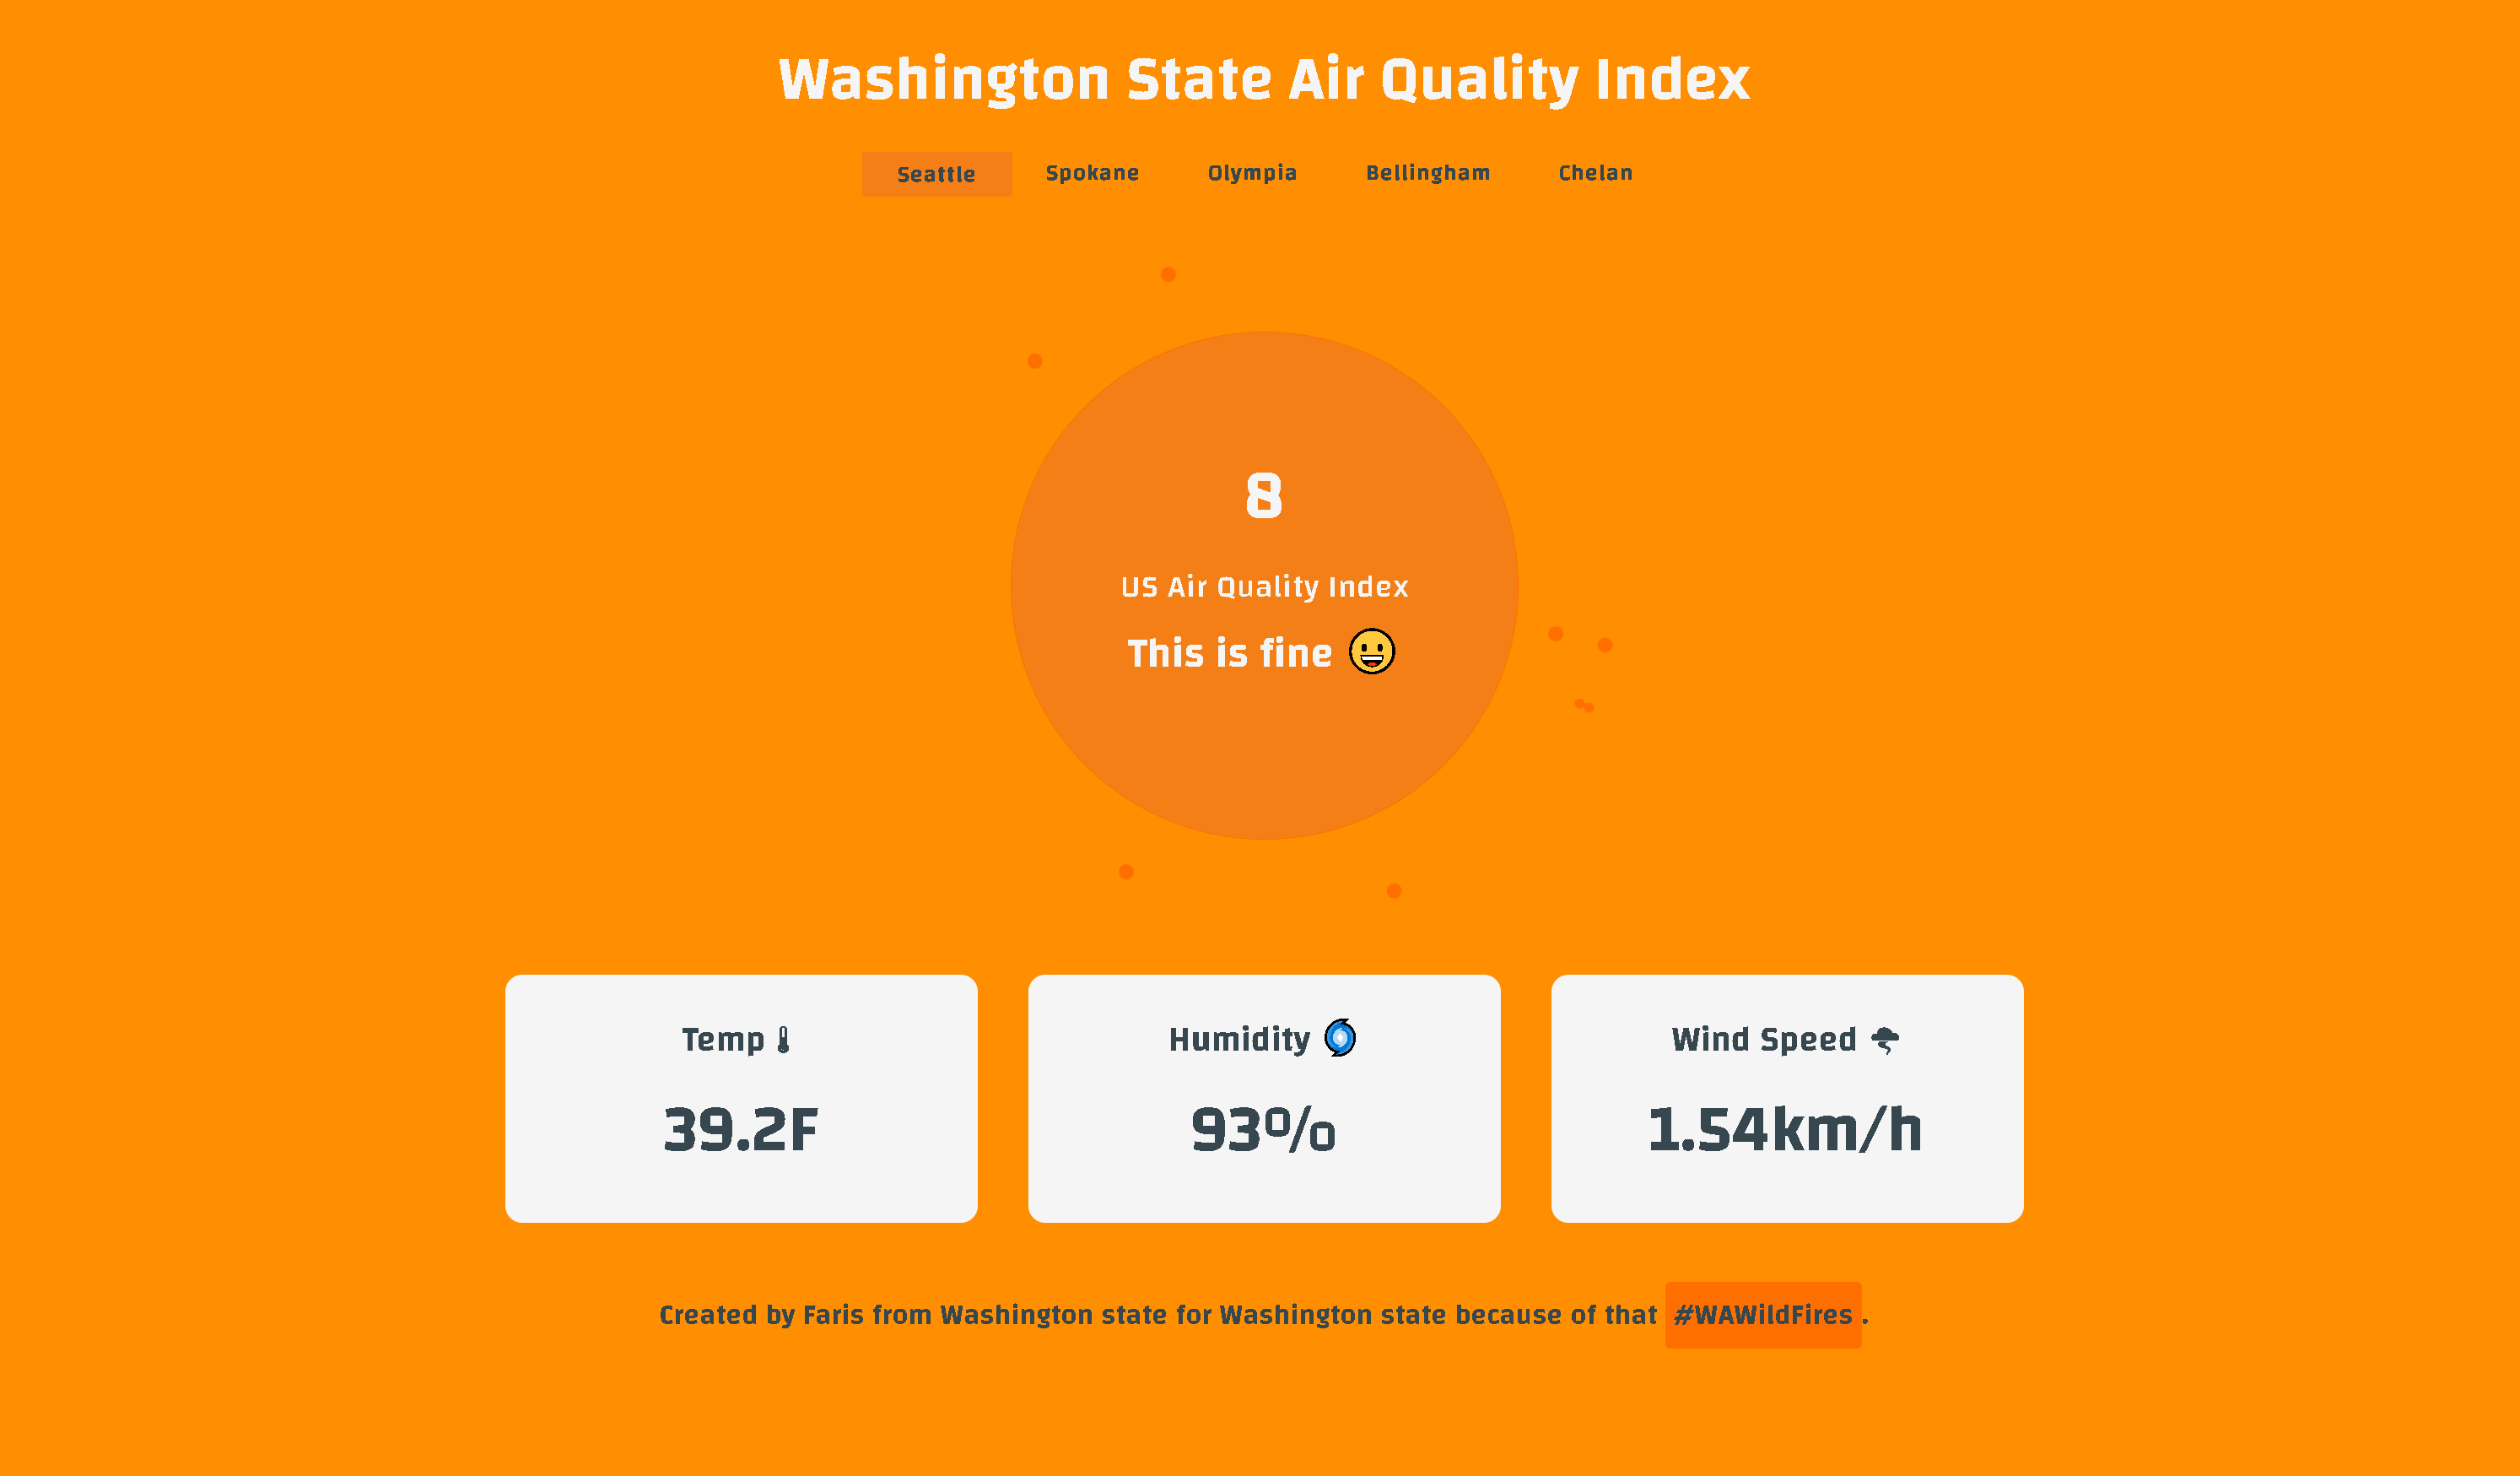 Washington State Air Quality Index
Seattle Spokane Olympia Bellingham Chelan
8
US Air Quality Index
This is fine 😀
Temp 🌡 Humidity 🌀 Wind Speed 🌪
39.2F 93% 1.54km/h
Created by Faris from Washington state for Washington state because of that #WAWildFires .